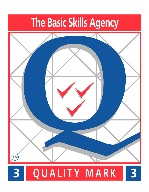 The Basic Skills Agency
Q
3 QUALITY MARK 3